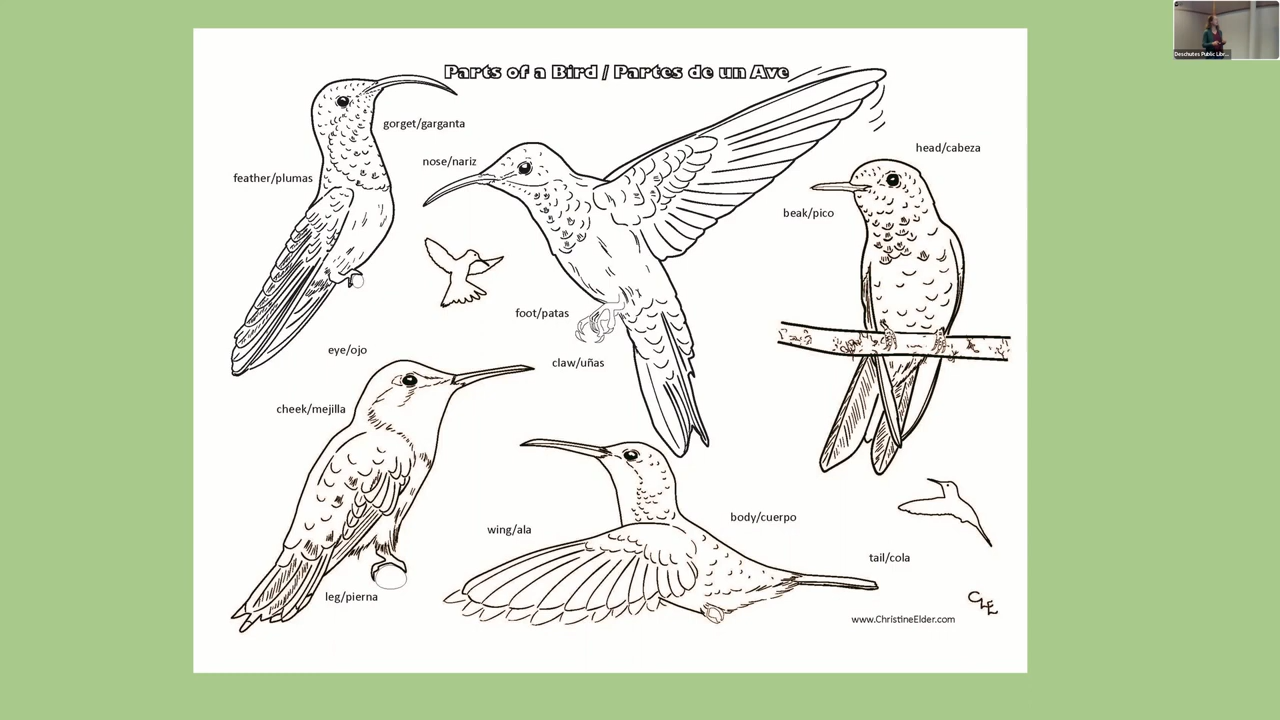 Parts of a Bird / Partes de un Ave
gorget/garganta
nose/nariz
head/cabeza
feather/plumas
beak/pico
foot/patas
eye/ojo
claw/uñas
cheek/mejilla
wing/ala
body/cuerpo
tail/cola
leg/pierna
www.ChristineElder.com
CLE
Deschutes Public Libr...